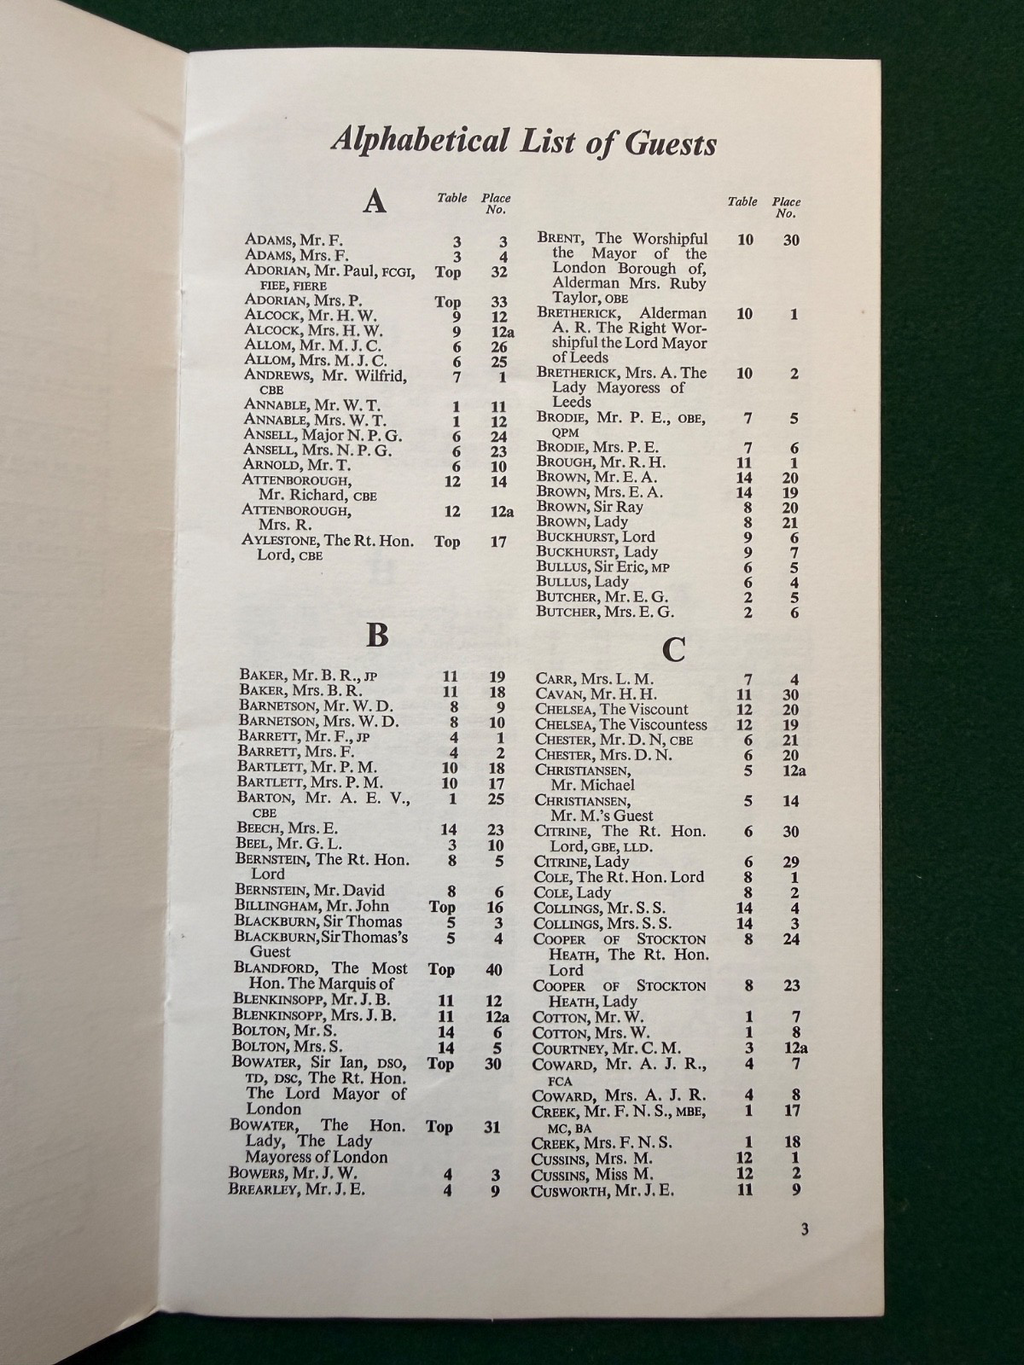 Alphabetical List of Guests
A
Table Place
No.
ADAMS, Mr. F. 3 3
ADAMS, Mrs. F. 3 4
ADORIAN, Mr. Paul, FCGI, Top 32
FIEE, FIERE
ADORIAN, Mrs. P. Top 33
ALCOCK, Mr. H. W. 9 12
ALCOCK, Mrs. H. W. 9 12a
ALLOM, Mr. M. J. C. 6 26
ALLOM, Mrs. M. J. C. 6 25
ANDREWS, Mr. Wilfrid, 7 1
CBE
ANNABLE, Mr. W. T. 1 11
ANNABLE, Mrs. W. T. 1 12
ANSELL, Major N. P. G. 6 24
ANSELL, Mrs. N. P. G. 6 23
ARNOLD, Mr. T. 6 10
ATTENBOROUGH, 12 14
Mr. Richard, CBE
ATTENBOROUGH, 12 12a
Mrs. R.
AYLESTONE, The Rt. Hon. Top 17
Lord, CBE
B
BAKER, Mr. B. R., JP 11 19
BAKER, Mrs. B. R. 11 18
BARNETSON, Mr. W. D. 8 9
BARNETSON, Mrs. W. D. 8 10
BARRETT, Mr. F., JP 4 1
BARRETT, Mrs. F. 4 2
BARTLETT, Mr. P. M. 10 18
BARTLETT, Mrs. P. M. 10 17
BARTON, Mr. A. E. V., 1 25
CBE
BEECH, Mrs. E. 14 23
BEEL, Mr. G. L. 3 10
BERNSTEIN, The Rt. Hon. 8 5
Lord
BERNSTEIN, Mr. David 8 6
BILLINGHAM, Mr. John Top 16
BLACKBURN, Sir Thomas 5 3
BLACKBURN, Sir Thomas's 5 4
Guest
BLANDFORD, The Most Top 40
Hon. The Marquis of
BLENKINSOPP, Mr. J. B. 11 12
BLENKINSOPP, Mrs. J. B. 11 12a
BOLTON, Mr. S. 14 6
BOLTON, Mrs. S. 14 5
BOWATER, Sir Ian, DSO, Top 30
TD, DSC, The Rt. Hon.
The Lord Mayor of
London
BOWATER, The Hon. Top 31
Lady, The Lady
Mayoress of London
BOWERS, Mr. J. W. 4 3
BREARLEY, Mr. J. E. 4 9
Table Place
No.
BRENT, The Worshipful 10 30
the Mayor of the
London Borough of,
Alderman Mrs. Ruby
Taylor, OBE
BRETHERICK, Alderman 10 1
A. R. The Right Wor-
shipful the Lord Mayor
of Leeds
BRETHERICK, Mrs. A. The 10 2
Lady Mayoress of
Leeds
BRODIE, Mr. P. E., OBE, 7 5
QPM
BRODIE, Mrs. P. E. 7 6
BROUGH, Mr. R. H. 11 1
BROWN, Mr. E. A. 14 20
BROWN, Mrs. E. A. 14 19
BROWN, Sir Ray 8 20
BROWN, Lady 8 21
BUCKHURST, Lord 9 6
BUCKHURST, Lady 9 7
BULLUS, Sir Eric, MP 6 5
BULLUS, Lady 6 4
BUTCHER, Mr. E. G. 2 5
BUTCHER, Mrs. E. G. 2 6
C
CARR, Mrs. L. M. 7 4
CAVAN, Mr. H. H. 11 30
CHELSEA, The Viscount 12 20
CHELSEA, The Viscountess 12 19
CHESTER, Mr. D. N, CBE 6 21
CHESTER, Mrs. D. N. 6 20
CHRISTIANSEN, 5 12a
Mr. Michael
CHRISTIANSEN, 5 14
Mr. M.'s Guest
CITRINE, The Rt. Hon. 6 30
Lord, GBE, LLD.
CITRINE, Lady 6 29
COLE, The Rt. Hon. Lord 8 1
COLE, Lady 8 2
COLLINGS, Mr. S. S. 14 4
COLLINGS, Mrs. S. S. 14 3
COOPER OF STOCKTON 8 24
HEATH, The Rt. Hon.
Lord
COOPER OF STOCKTON 8 23
HEATH, Lady
COTTON, Mr. W. 1 7
COTTON, Mrs. W. 1 8
COURTNEY, Mr. C. M. 3 12a
COWARD, Mr. A. J. R., 4 7
FCA
COWARD, Mrs. A. J. R. 4 8
CREEK, Mr. F. N. S., MBE, 1 17
MC, BA
CREEK, Mrs. F. N. S. 1 18
CUSSINS, Mrs. M. 12 1
CUSSINS, Miss M. 12 2
CUSWORTH, Mr. J. E. 11 9
3